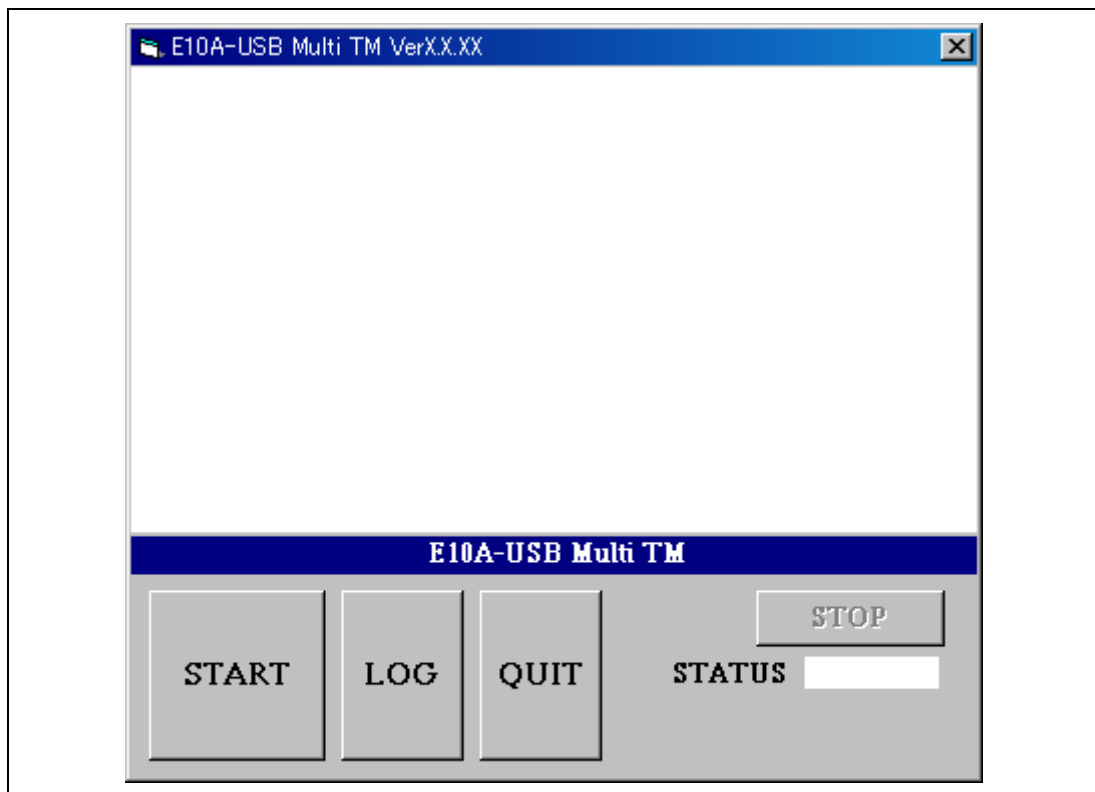 E10A-USB Multi TM VerX.X.XX
E10A-USB Multi TM
STOP
START LOG QUIT STATUS